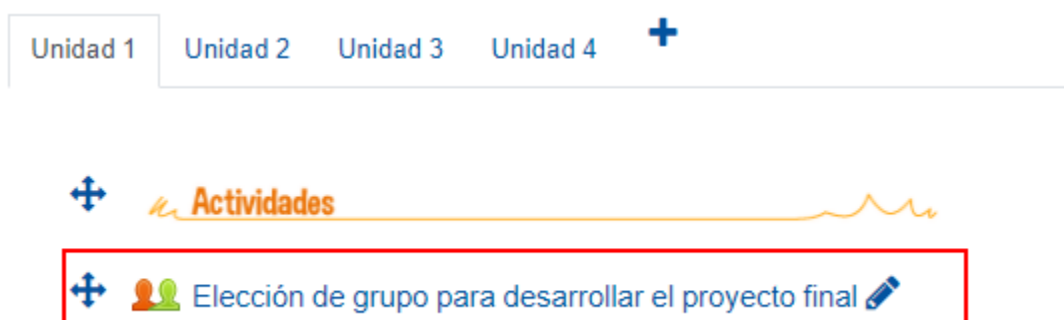 Unidad 1 Unidad 2 Unidad 3 Unidad 4
Actividades
Elección de grupo para desarrollar el proyecto final